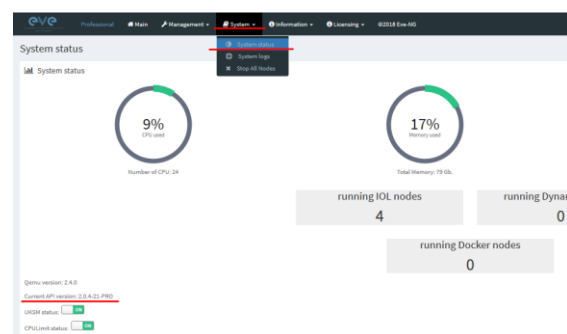 eve Professional Main Management System Information Licensing ©2018 Eve-NG
System status
System status
System logs
Stop All Nodes
System status
9%
CPU used
Number of CPU: 24
17%
Memory used
Total Memory: 79 Gb.
running IOL nodes
4
running Dynar
0
running Docker nodes
0
Qemu version: 2.4.0
Current API version: 2.0.4-21-PRO
UKSM status: ON
CPULimit status: ON